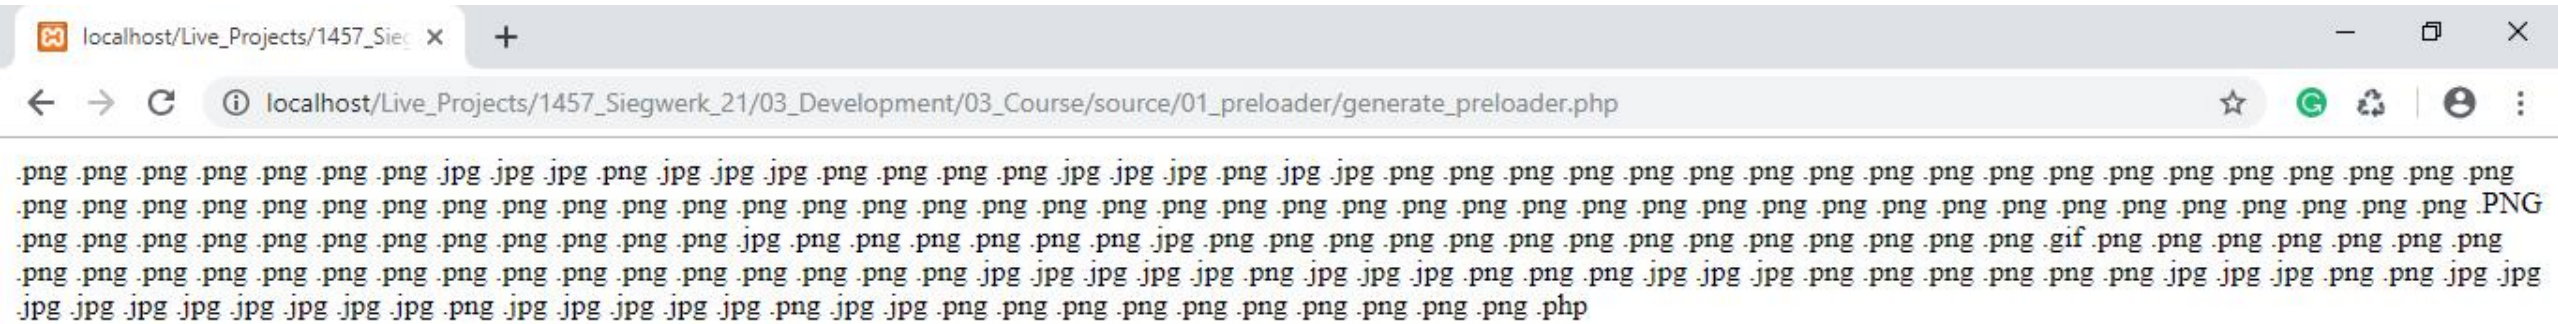 localhost/Live_Projects/1457_Sie
localhost/Live_Projects/1457_Siegwerk_21/03_Development/03_Course/source/01_preloader/generate_preloader.php
.png .png .png .png .png .png .png .jpg .jpg .jpg .png .jpg .jpg .jpg .png .png .png .png .jpg .jpg .jpg .png .jpg .jpg .png .png .png .png .png .png .png .png .png .png .png .png .png .png .png .png .png .png .png
.png .png .png .png .png .png .png .png .png .png .png .png .png .png .png .png .png .png .png .png .png .png .png .png .png .png .png .png .png .png .png .png .png .png .png .png .png .png .png .png .png .PNG
.png .png .png .png .png .png .png .png .png .png .png .png .jpg .png .png .png .png .png .png .jpg .png .png .png .png .png .png .png .png .png .png .png .png .png .png .gif .png .png .png .png .png .png .png
.png .png .png .png .png .png .png .png .png .png .png .png .png .png .png .png .jpg .jpg .jpg .jpg .jpg .png .jpg .jpg .jpg .png .png .png .jpg .jpg .jpg .png .png .png .png .png .png .jpg .jpg .jpg .png .png .jpg .jpg
.jpg .jpg .jpg .jpg .jpg .jpg .jpg .jpg .png .jpg .jpg .jpg .jpg .jpg .png .jpg .jpg .png .png .png .png .png .png .png .png .png .png .php